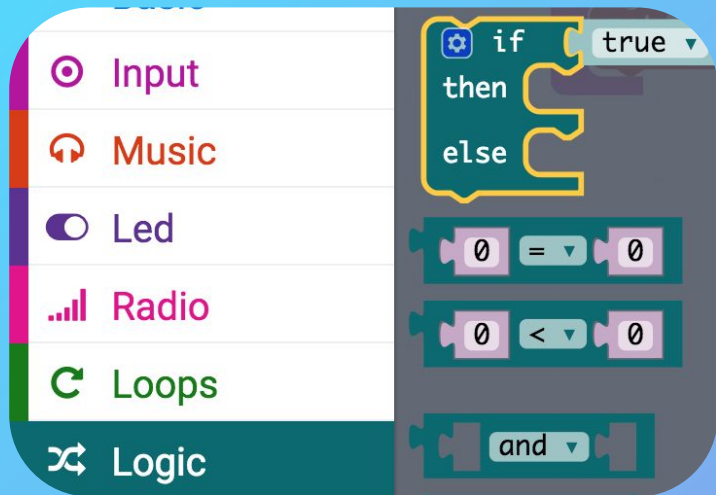 Input
Music
Led
Radio
Loops
Logic
if true
then
else
0 = 0
0 < 0
and